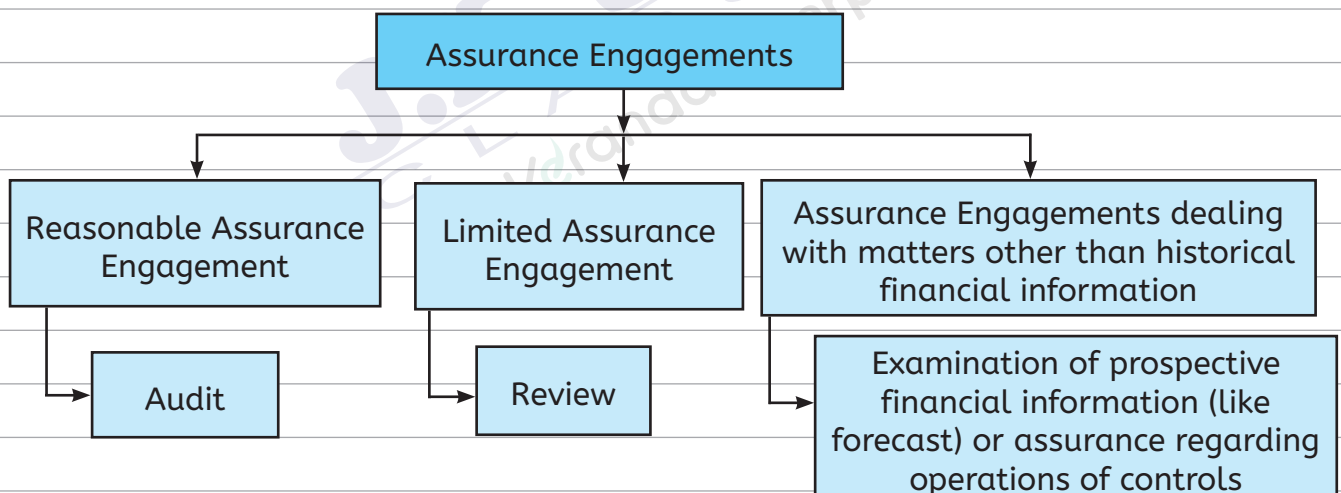 Assurance Engagements
Reasonable Assurance
Engagement
Limited Assurance
Engagement
Assurance Engagements dealing
with matters other than historical
financial information
Audit
Review
Examination of prospective
financial information (like
forecast) or assurance regarding
operations of controls